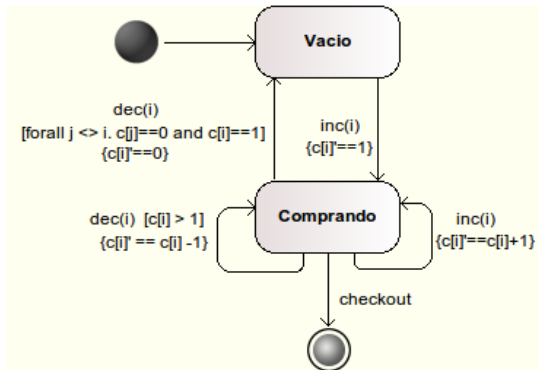 Vacio
dec(i)
[forall j <> i. c[j]==0 and c[i]==1]
{c[i]'==0}
inc(i)
{c[i]'==1}
dec(i) [c[i] > 1]
{c[i]' == c[i] -1}
Comprando
inc(i)
{c[i]'==c[i]+1}
checkout